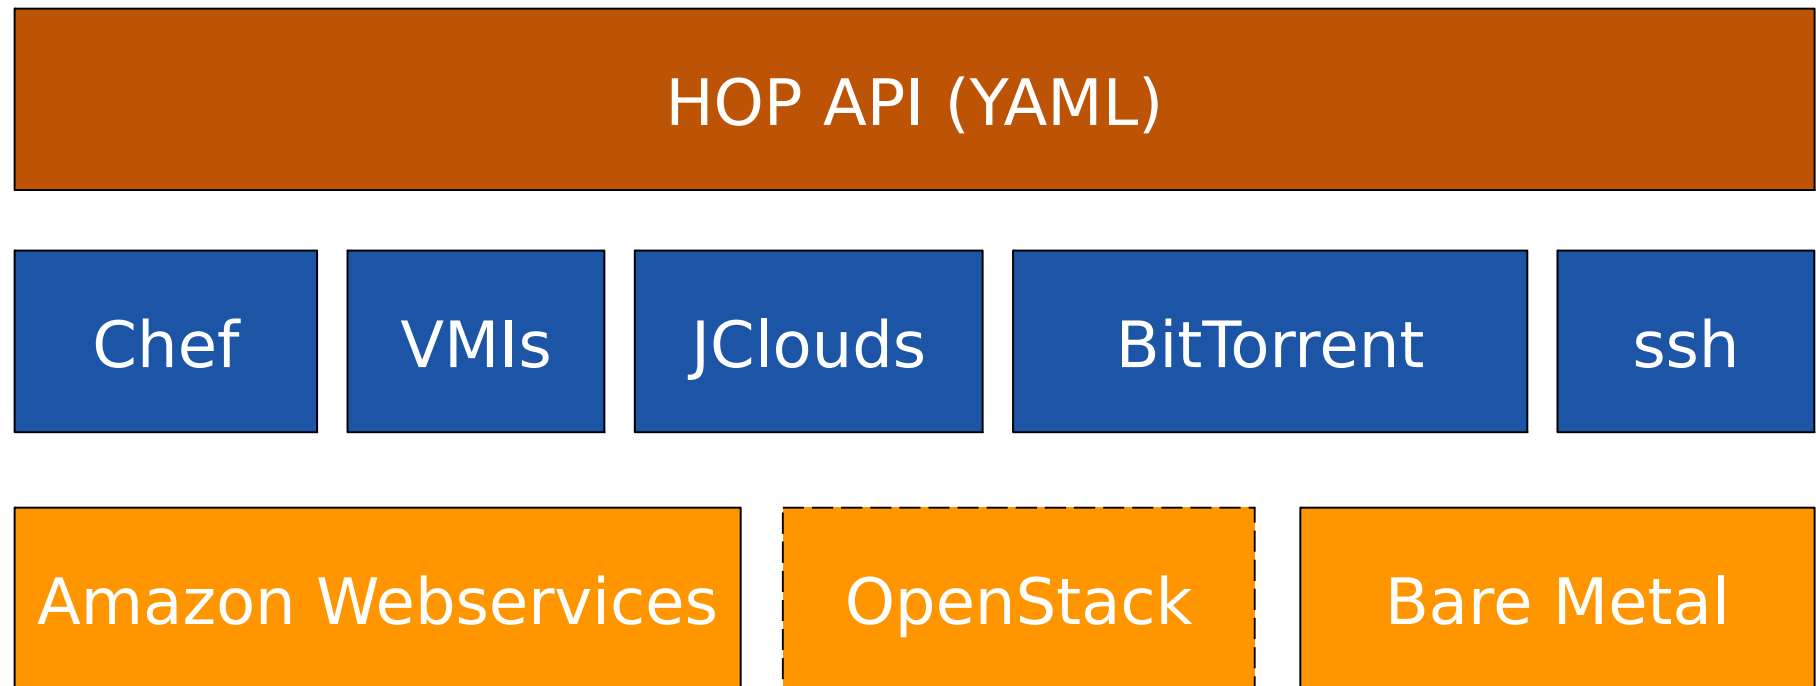 HOP API (YAML)
Chef VMIs JClouds BitTorrent ssh
Amazon Webservices OpenStack Bare Metal